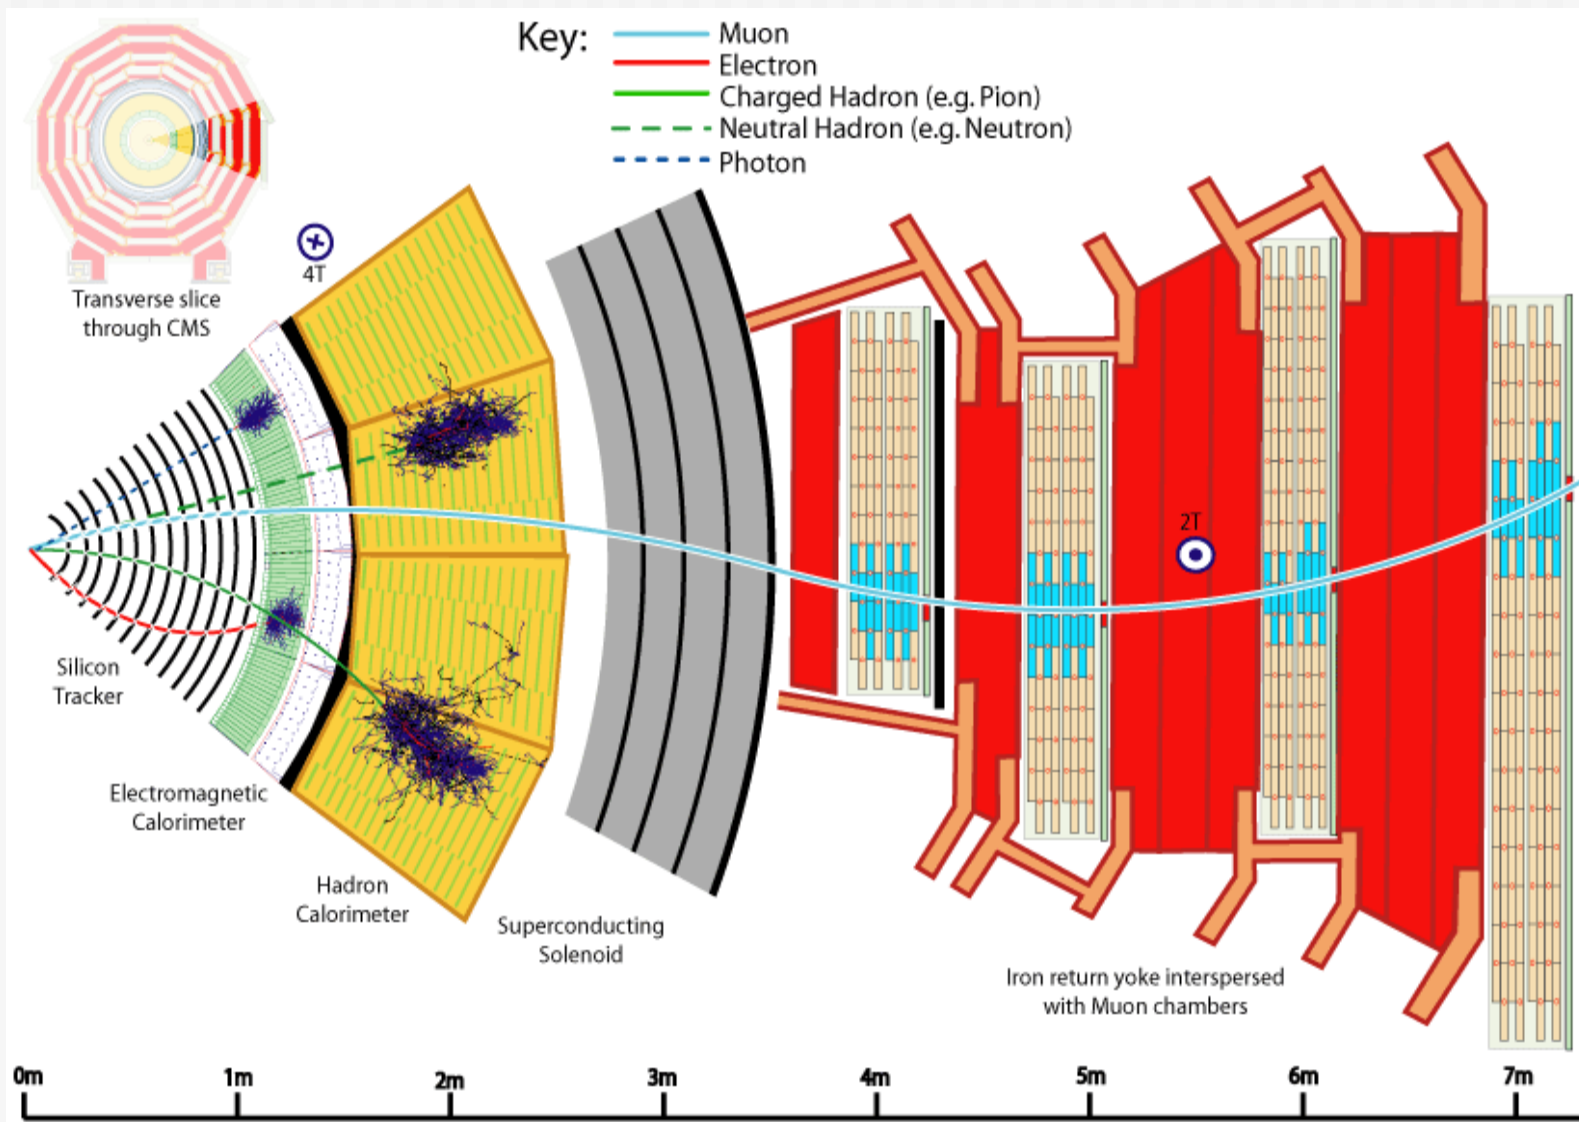 Key:
Muon
Electron
Charged Hadron (e.g. Pion)
Neutral Hadron (e.g. Neutron)
Photon
4T
Transverse slice
through CMS
2T
Silicon
Tracker
Electromagnetic
Calorimeter
Hadron
Calorimeter
Superconducting
Solenoid
Iron return yoke interspersed
with Muon chambers
0m 1m 2m 3m 4m 5m 6m 7m